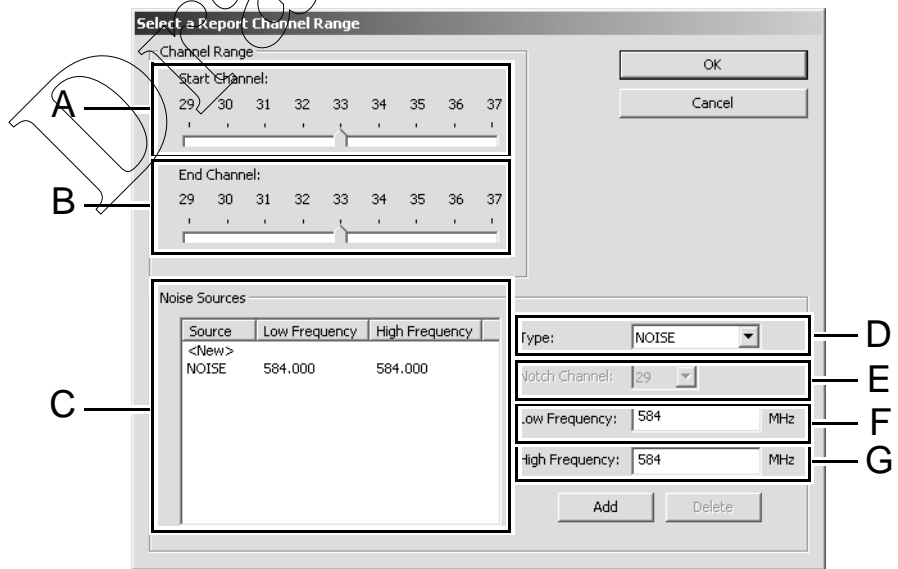 Select a Report Channel Range
Channel Range
OK
Start Channel:
A
29 30 31 32 33 34 35 36 37
Cancel
End Channel:
B
29 30 31 32 33 34 35 36 37
Noise Sources
Source Low Frequency High Frequency
<New>
NOISE 584.000 584.000
C
Type: NOISE
D
Notch Channel: 29
E
Low Frequency: 584 MHz
F
High Frequency: 584 MHz
G
Add Delete